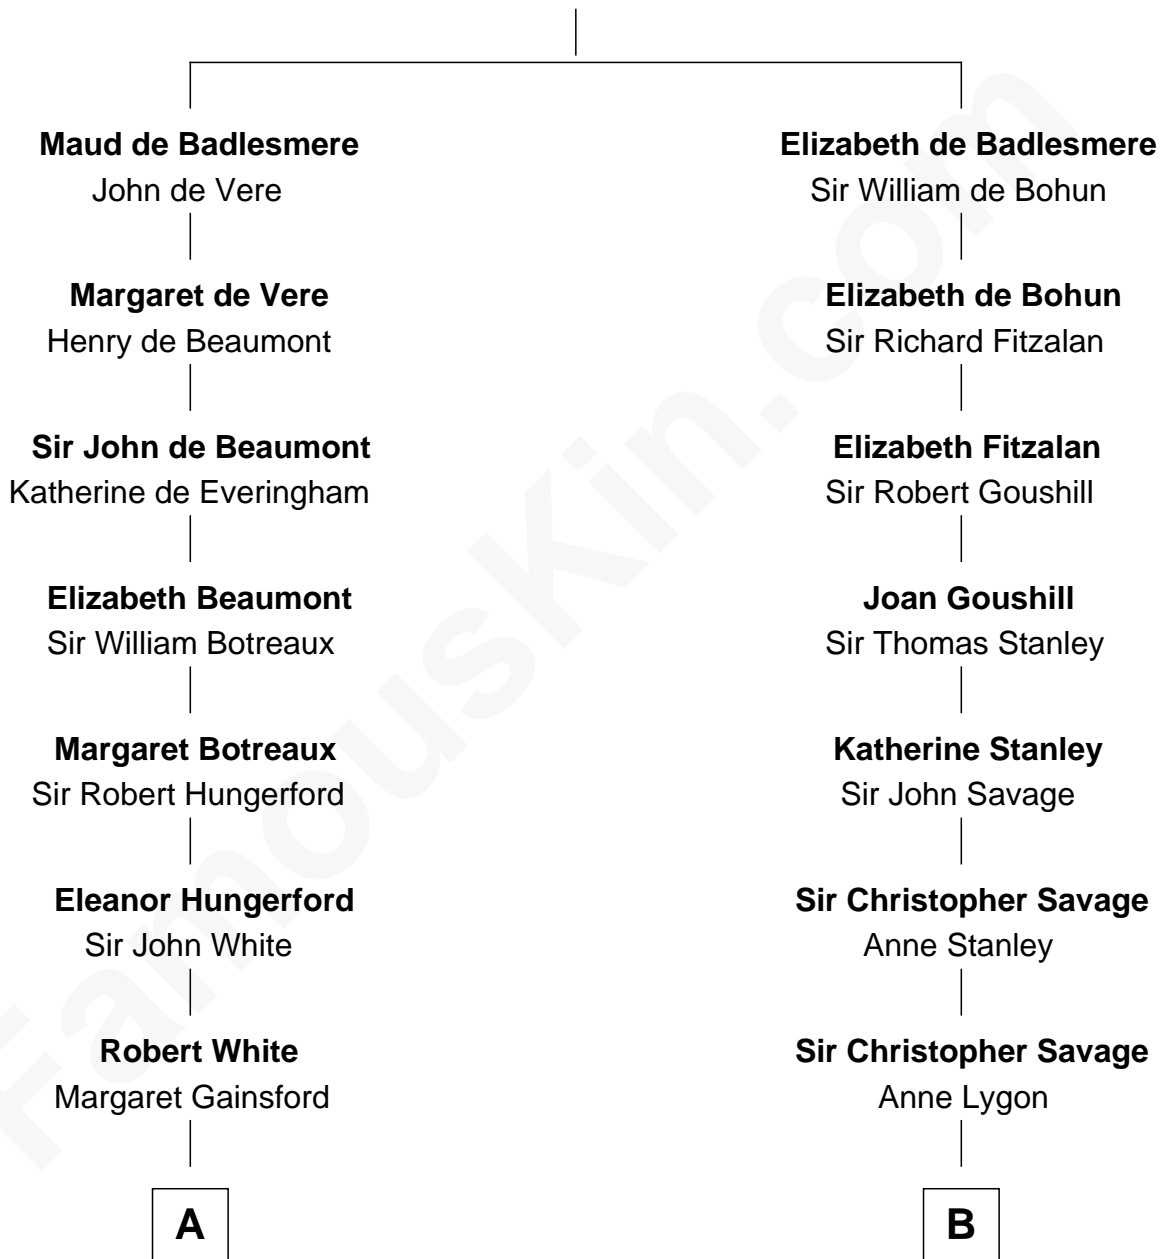 Maud de Badlesmere
John de Vere
Margaret de Vere
Henry de Beaumont
Sir John de Beaumont
Katherine de Everingham
Elizabeth Beaumont
Sir William Botreaux
Margaret Botreaux
Sir Robert Hungerford
Eleanor Hungerford
Sir John White
Robert White
Margaret Gainsford
A
Elizabeth de Badlesmere
Sir William de Bohun
Elizabeth de Bohun
Sir Richard Fitzalan
Elizabeth Fitzalan
Sir Robert Goushill
Joan Goushill
Sir Thomas Stanley
Katherine Stanley
Sir John Savage
Sir Christopher Savage
Anne Stanley
Sir Christopher Savage
Anne Lygon
B
FamousKin.com